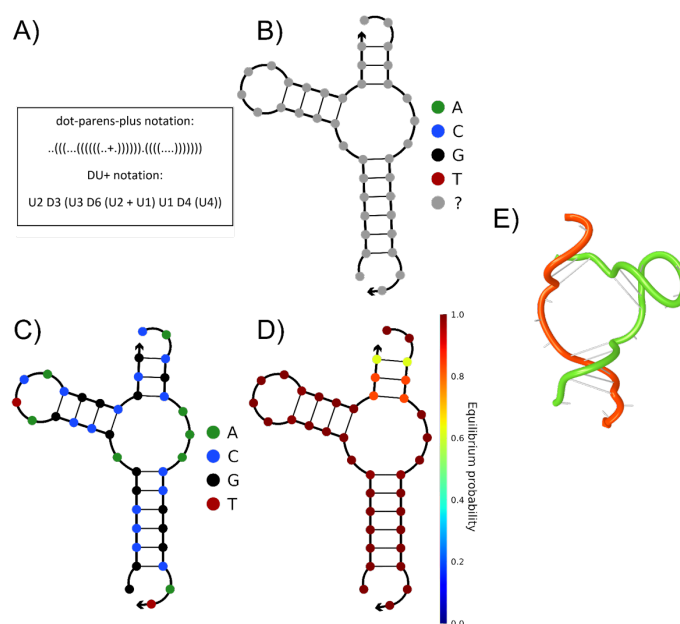 A)
dot-parens-plus notation:
..(((...((((((..+.)))))).((((....)))))))
DU+ notation:
U2 D3 (U3 D6 (U2 + U1) U1 D4 (U4))
B)
A
C
G
T
?
E)
C)
A
C
G
T
D)
1.0
0.8
0.6
0.4
0.2
0.0
Equilibrium probability